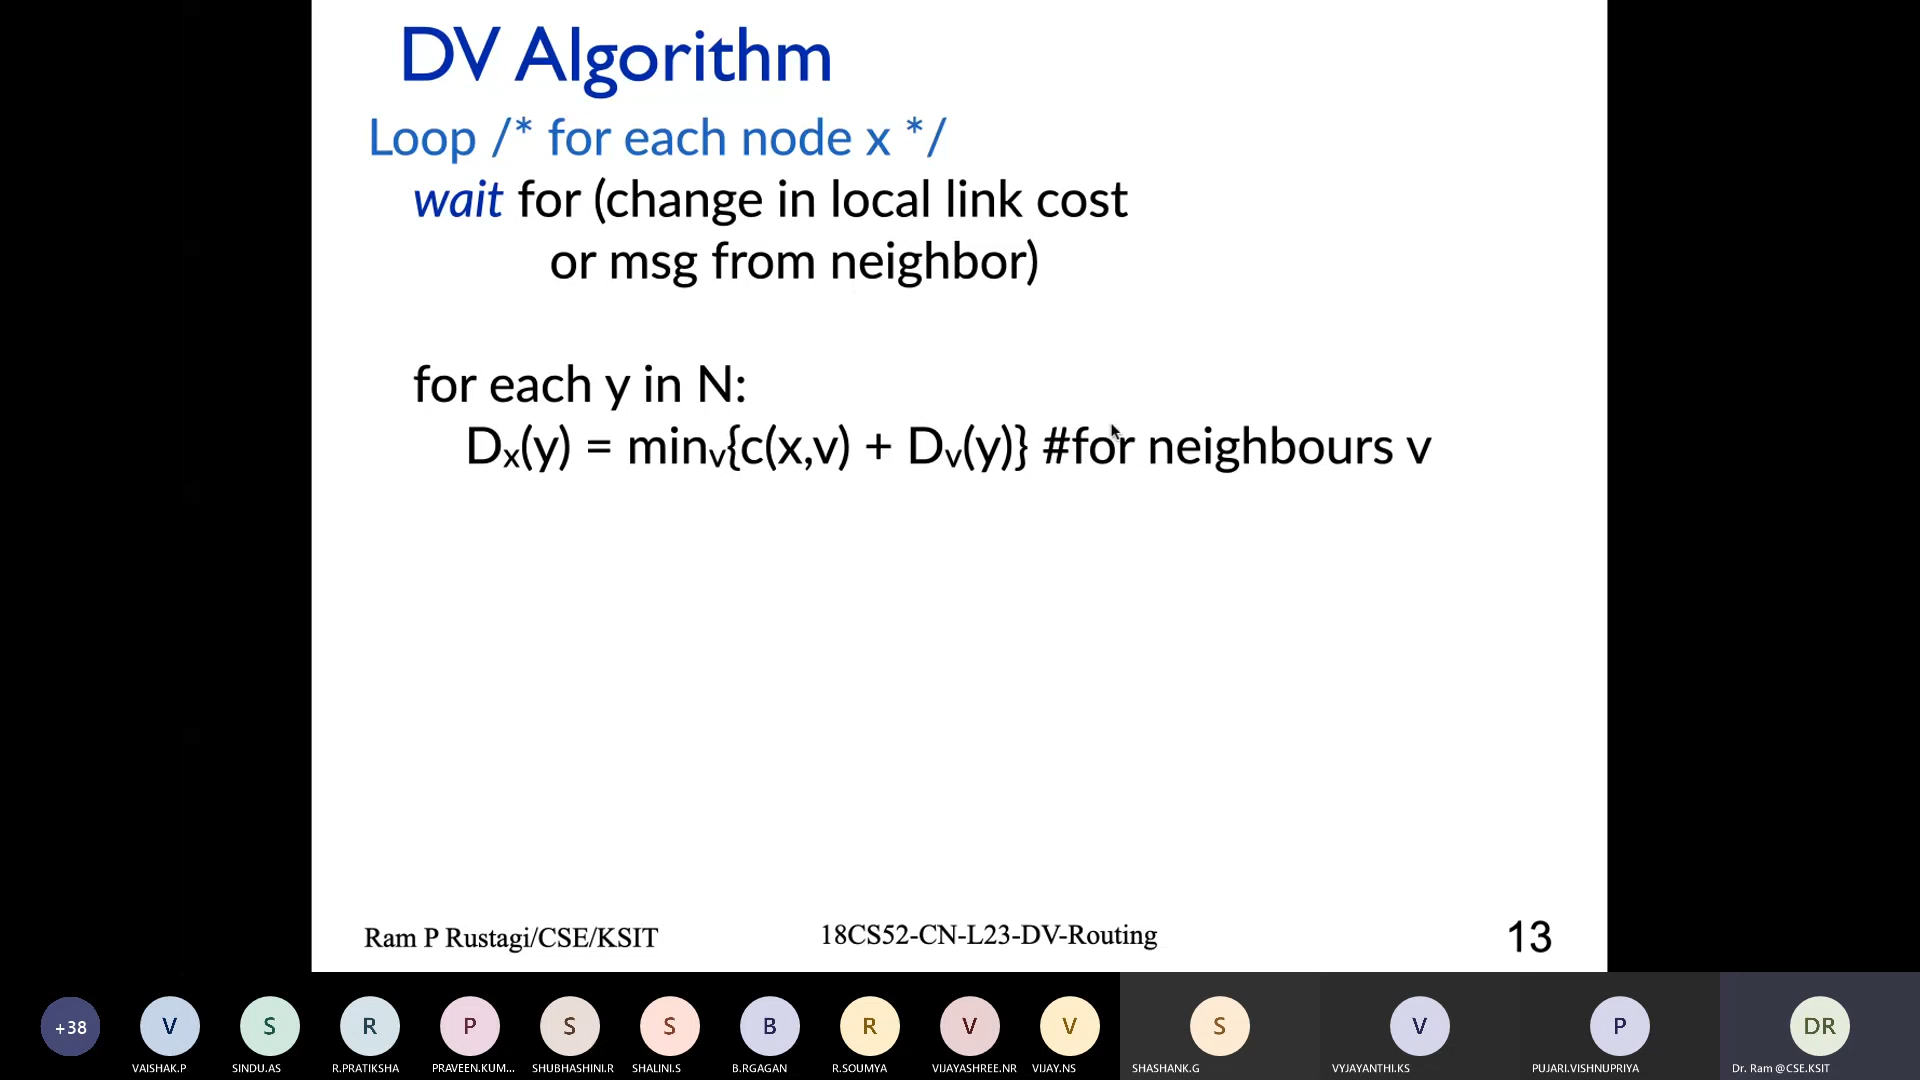 DV Algorithm
Loop /* for each node x */
wait for (change in local link cost
or msg from neighbor)
for each y in N:
Dx(y) = minv{c(x,v) + Dv(y)} #for neighbours v
Ram P Rustagi/CSE/KSIT
18CS52-CN-L23-DV-Routing
13
+38
V
S
R
P
S
S
B
R
V
V
S
V
P
DR
VAISHAK.P
SINDU.AS
R.PRATIKSHA
PRAVEEN.KUM...
SHUBHASHINI.R
SHALINI.S
B.RGAGAN
R.SOUMYA
VIJAYASHREE.NR
VIJAY.NS
SHASHANK.G
VYJAYANTHI.KS
PUJARI.VISHNUPRIYA
Dr. Ram @CSE.KSIT